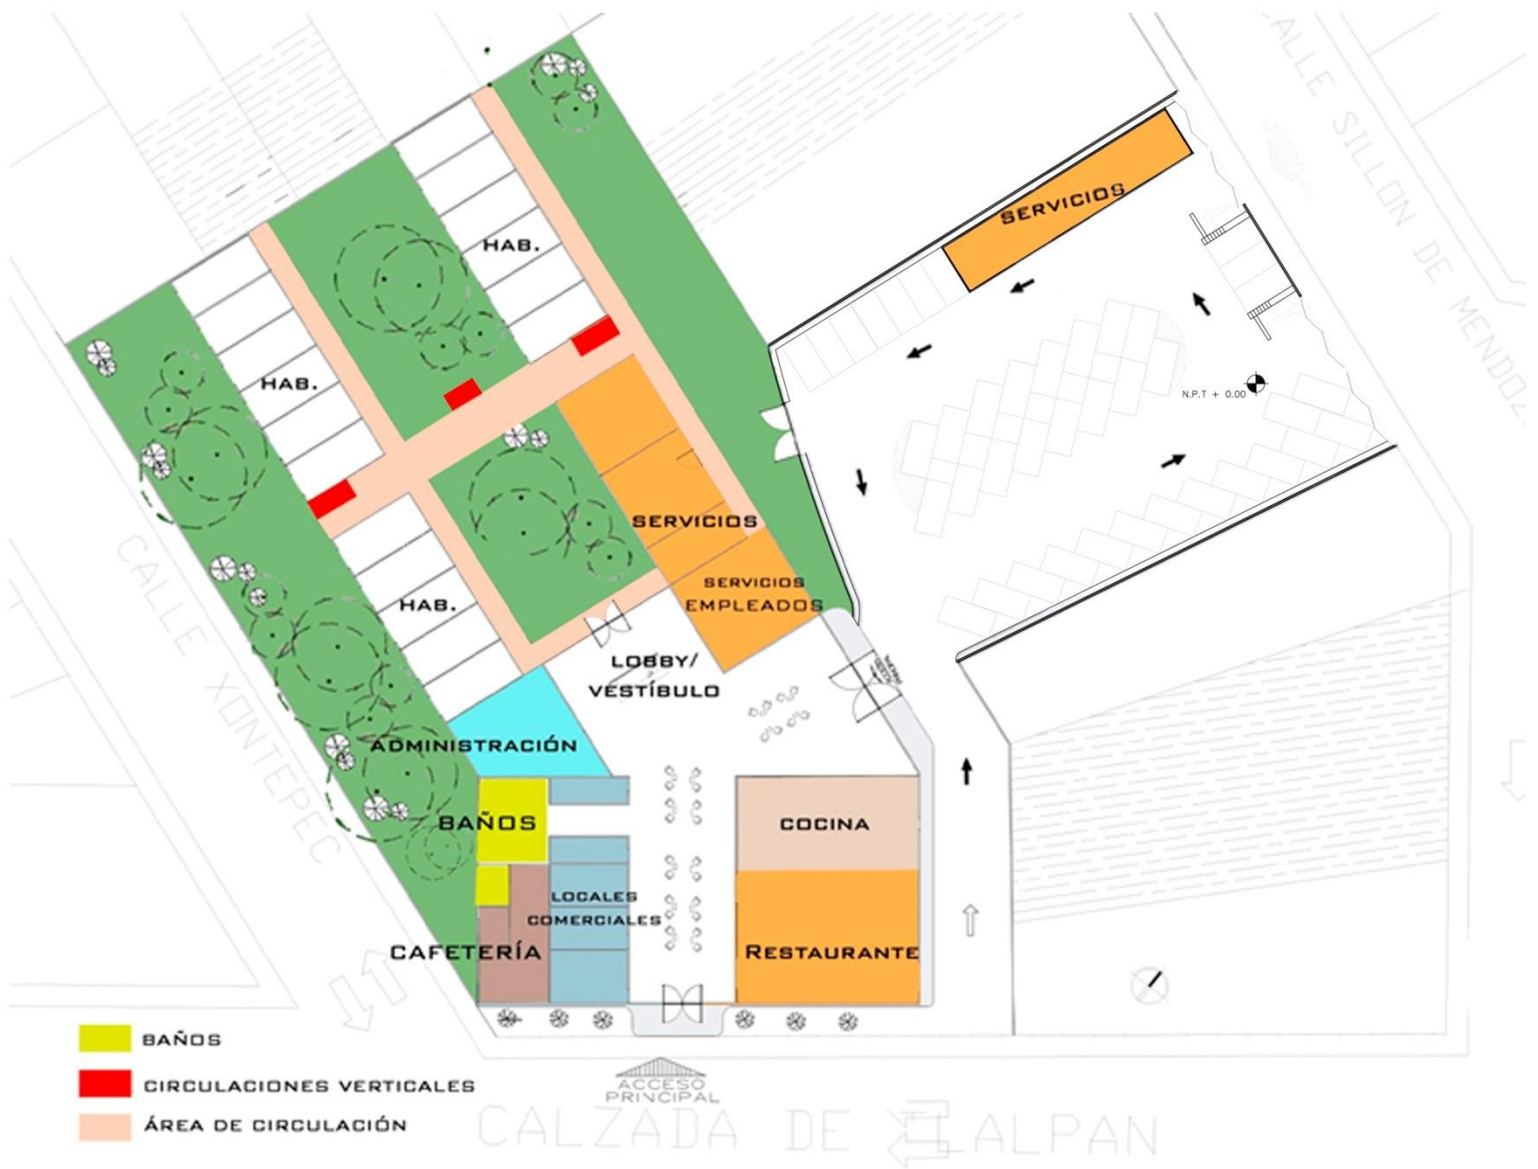 CALLE SILLON DE MENDOZA
SERVICIOS
HAB.
HAB.
N.P.T + 0.00
SERVICIOS
SERVICIOS
EMPLEADOS
HAB.
CALLE XONTEPEC
LOBBY/
VESTÍBULO
ADMINISTRACIÓN
BAÑOS
COCINA
LOCALES
COMERCIALES
CAFETERÍA
RESTAURANTE
BAÑOS
CIRCULACIONES VERTICALES
ÁREA DE CIRCULACIÓN
ACCESO
PRINCIPAL
CALZADA DE TLALPAN